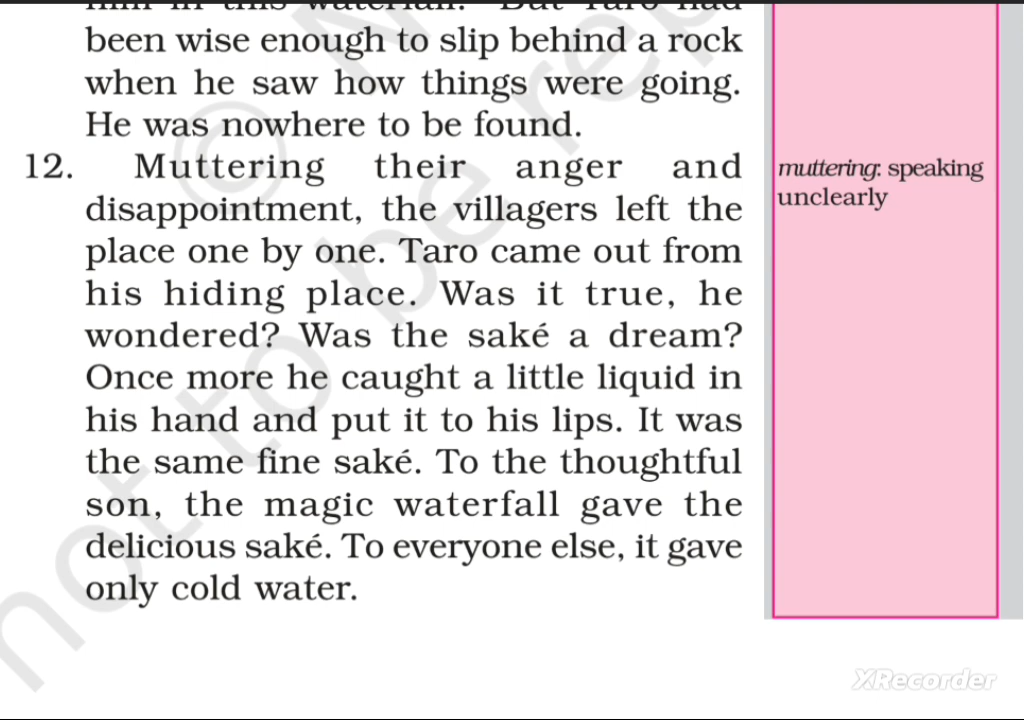 been wise enough to slip behind a rock
when he saw how things were going.
He was nowhere to be found.
12. Muttering their anger and
disappointment, the villagers left the
place one by one. Taro came out from
his hiding place. Was it true, he
wondered? Was the saké a dream?
Once more he caught a little liquid in
his hand and put it to his lips. It was
the same fine saké. To the thoughtful
son, the magic waterfall gave the
delicious saké. To everyone else, it gave
only cold water.
muttering: speaking
unclearly
not to be rep
©
XRecorder